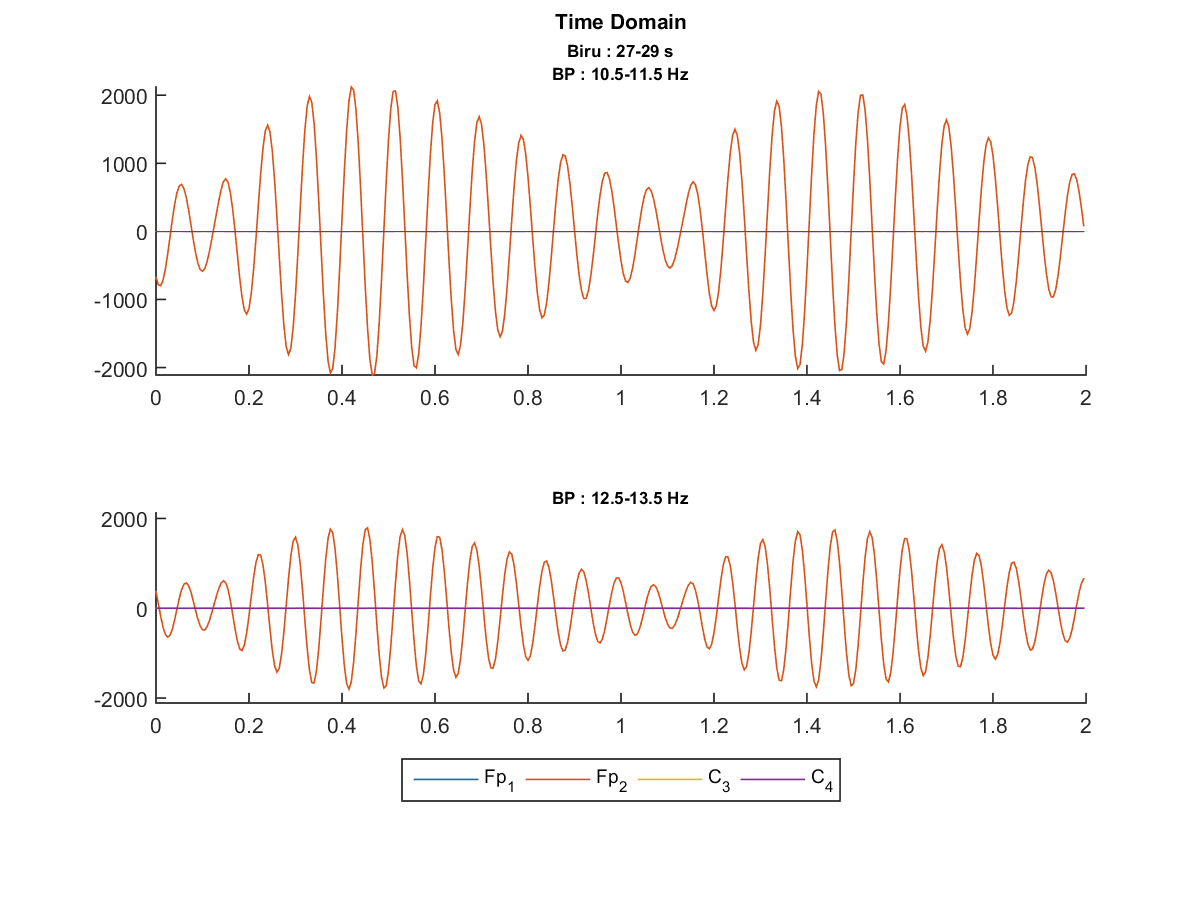 Time Domain
Biru : 27-29 s
BP : 10.5-11.5 Hz
2000
1000
0
-1000
-2000
0 0.2 0.4 0.6 0.8 1 1.2 1.4 1.6 1.8 2
BP : 12.5-13.5 Hz
2000
0
-2000
0 0.2 0.4 0.6 0.8 1 1.2 1.4 1.6 1.8 2
Fp1 Fp2 C3 C4